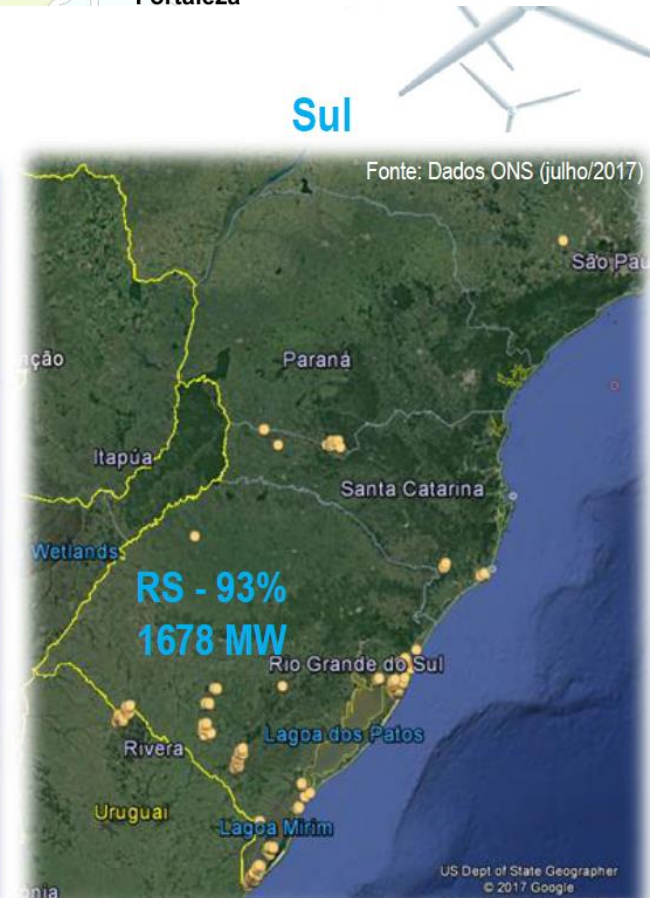 Fortaleza
Sul
Fonte: Dados ONS (julho/2017)
São Pau
nção
Paraná
Itapúa
Santa Catarina
Wetlands
RS - 93%
1678 MW
Rio Grande do Sul
Lagoa dos Patos
Rivera
Uruguai
Lagoa Mirim
US Dept of State Geographer
© 2017 Google
onia